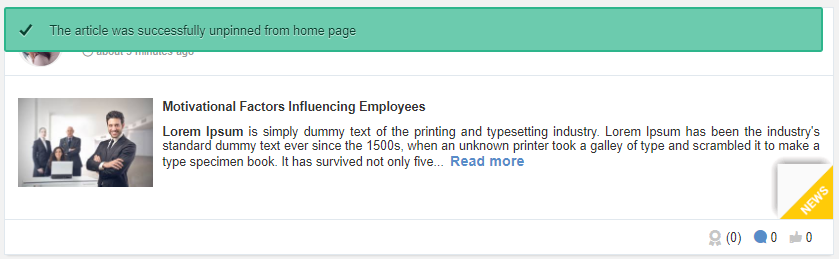 The article was successfully unpinned from home page
about 5 minutes ago
Motivational Factors Influencing Employees
Lorem Ipsum is simply dummy text of the printing and typesetting industry. Lorem Ipsum has been the industry's
standard dummy text ever since the 1500s, when an unknown printer took a galley of type and scrambled it to make a
type specimen book. It has survived not only five... Read more
NEWS
(0) 0 0